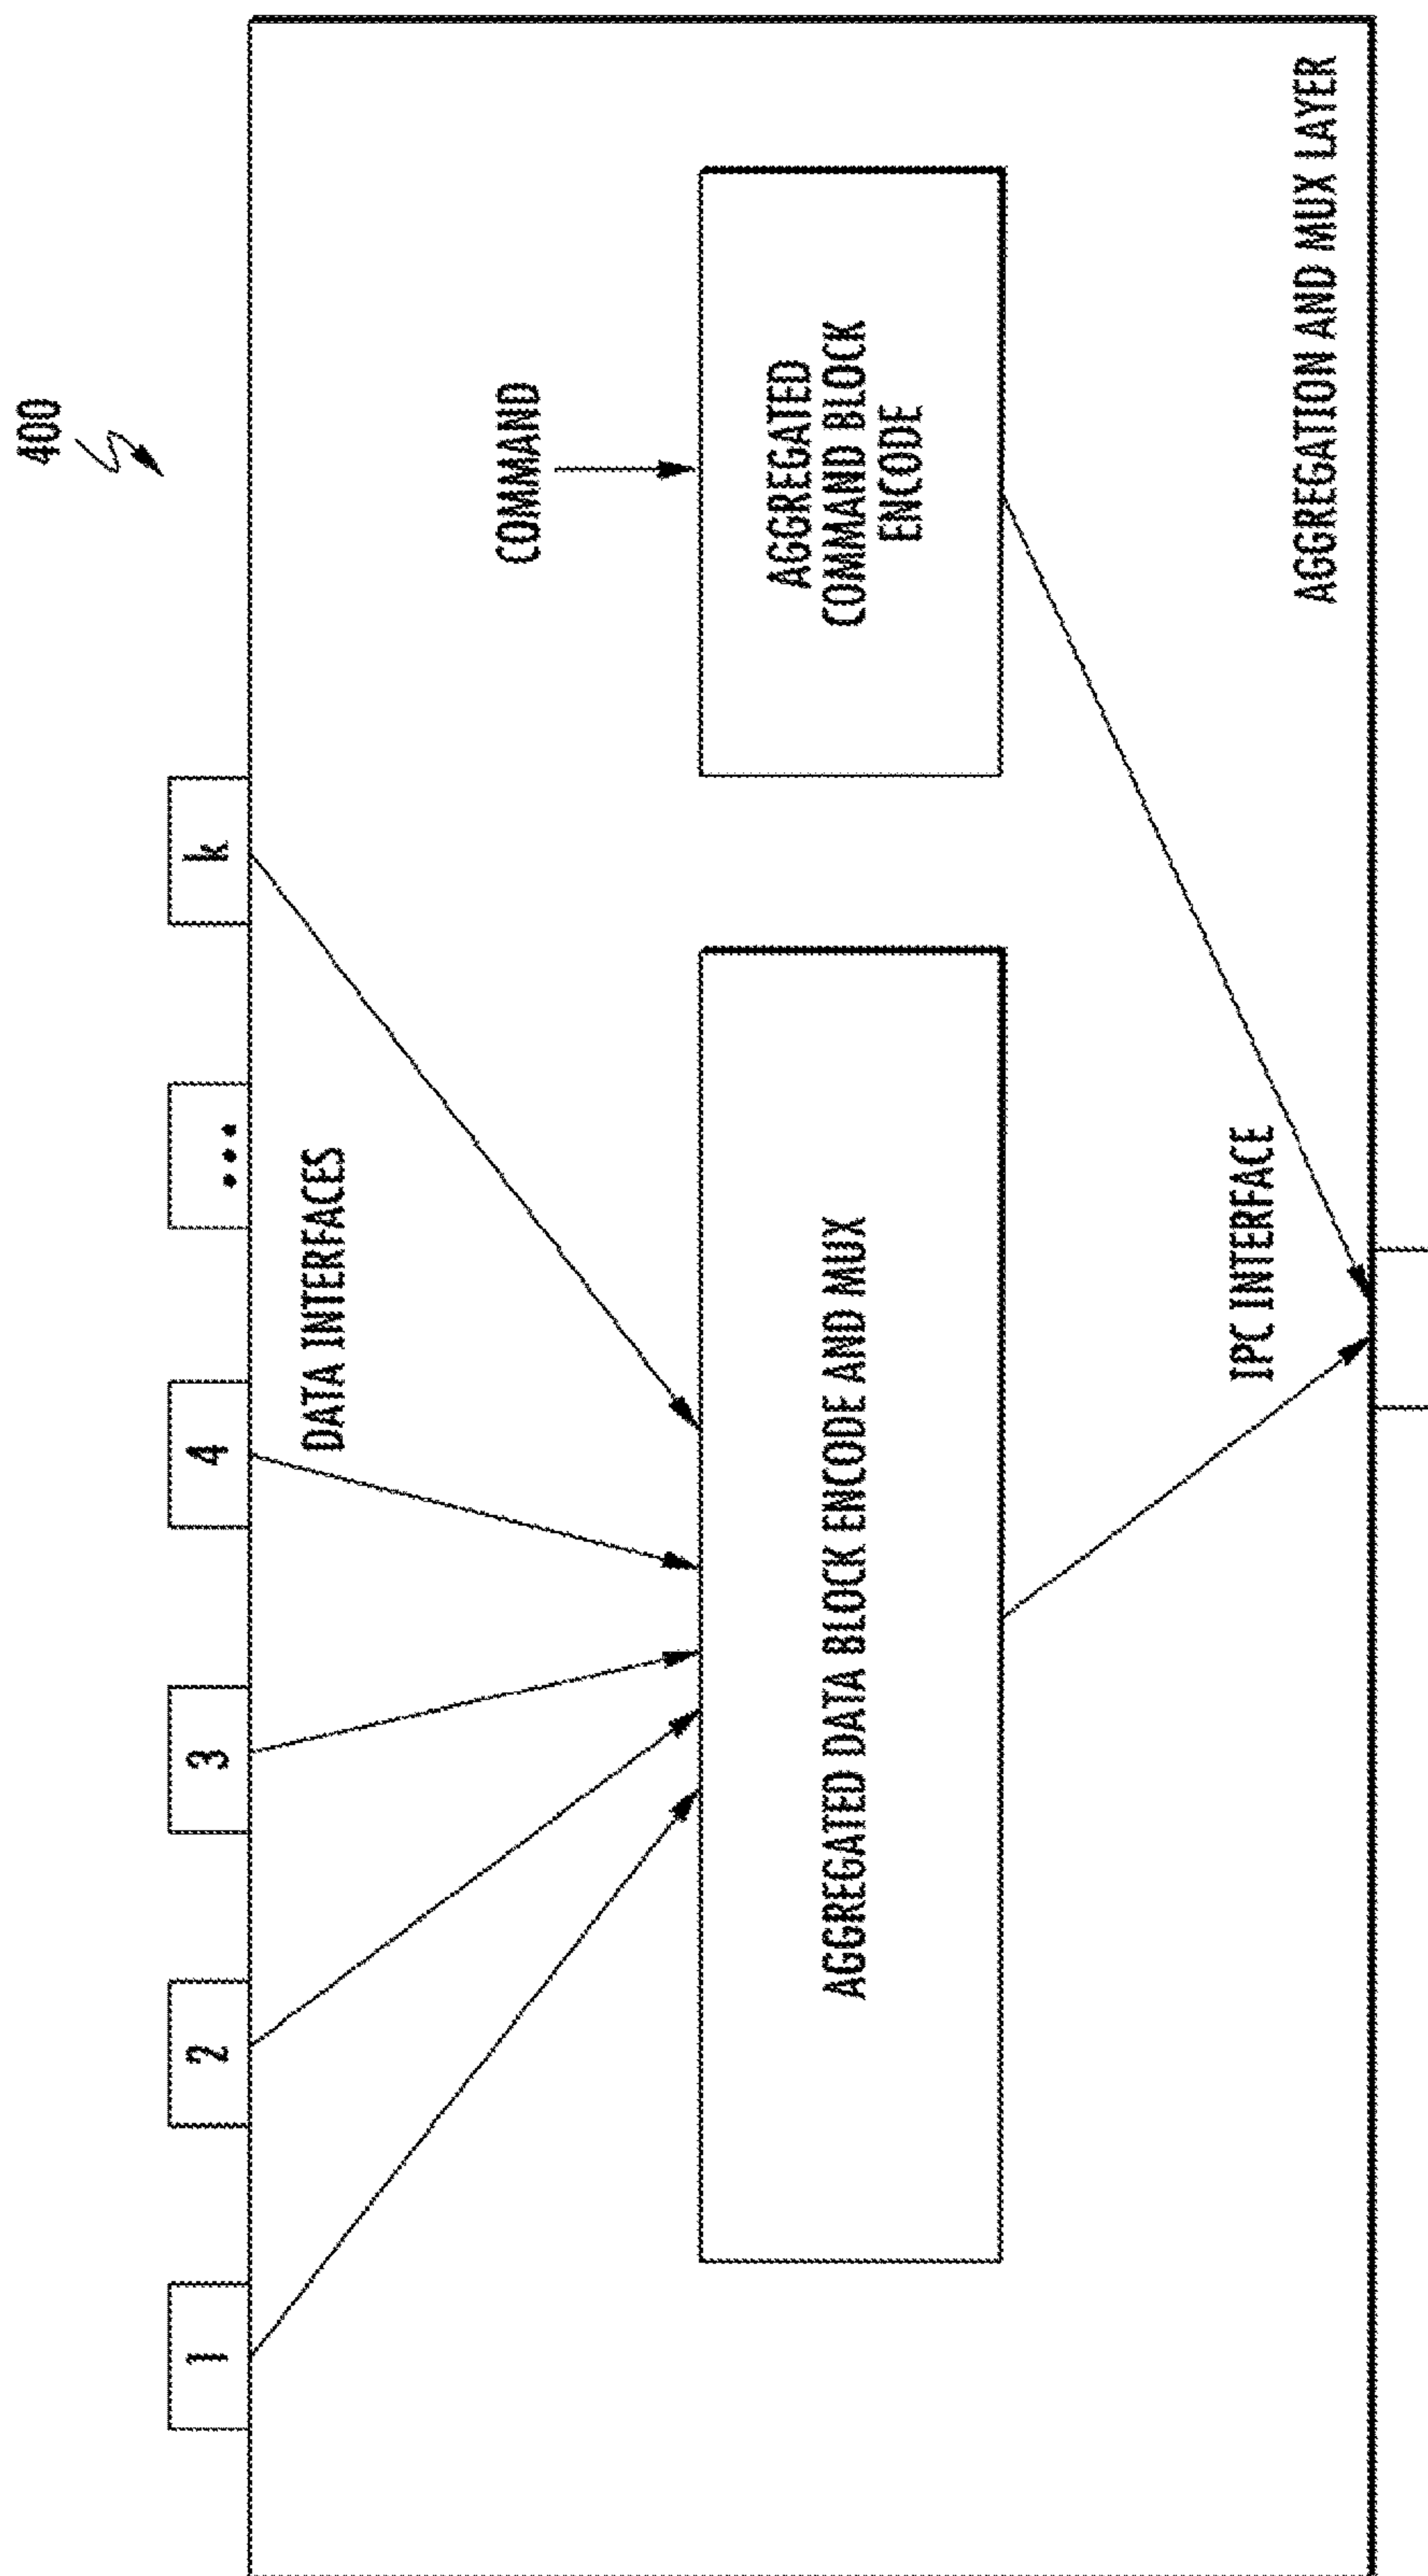 400
1
2
3
4
...
k
DATA INTERFACES
COMMAND
AGGREGATED DATA BLOCK ENCODE AND MUX
AGGREGATED
COMMAND BLOCK
ENCODE
IPC INTERFACE
AGGREGATION AND MUX LAYER